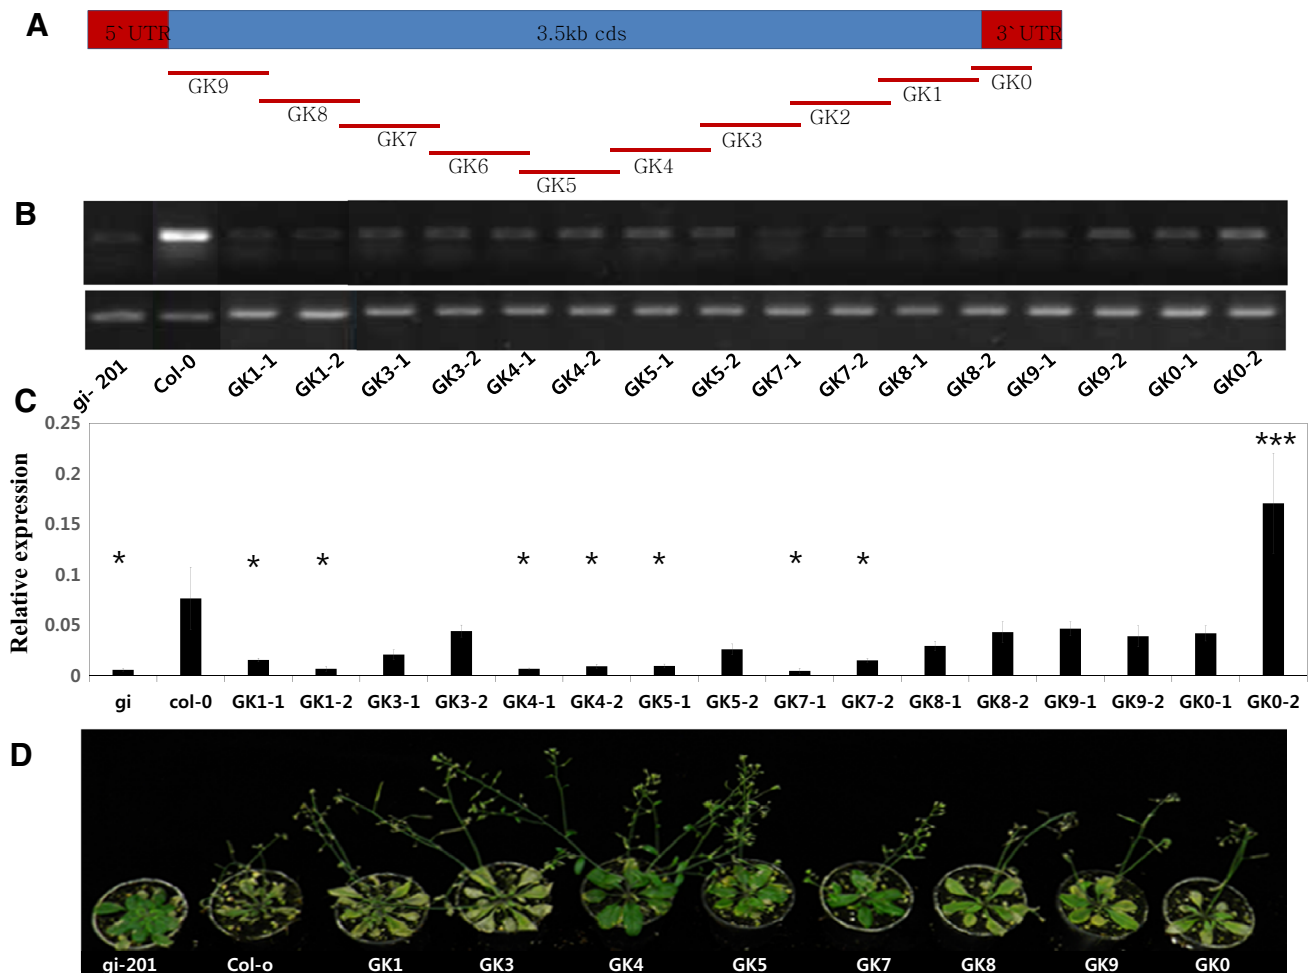 A
5`UTR 3.5kb cds 3`UTR
GK9 GK8 GK7 GK6 GK5 GK4 GK3 GK2 GK1 GK0
B
gi- 201 Col-0 GK1-1 GK1-2 GK3-1 GK3-2 GK4-1 GK4-2 GK5-1 GK5-2 GK7-1 GK7-2 GK8-1 GK8-2 GK9-1 GK9-2 GK0-1 GK0-2
C
Relative expression
0.25
0.2
0.15
0.1
0.05
0
* * * * * * * * ***
gi col-0 GK1-1 GK1-2 GK3-1 GK3-2 GK4-1 GK4-2 GK5-1 GK5-2 GK7-1 GK7-2 GK8-1 GK8-2 GK9-1 GK9-2 GK0-1 GK0-2
D
gi-201 Col-o GK1 GK3 GK4 GK5 GK7 GK8 GK9 GK0